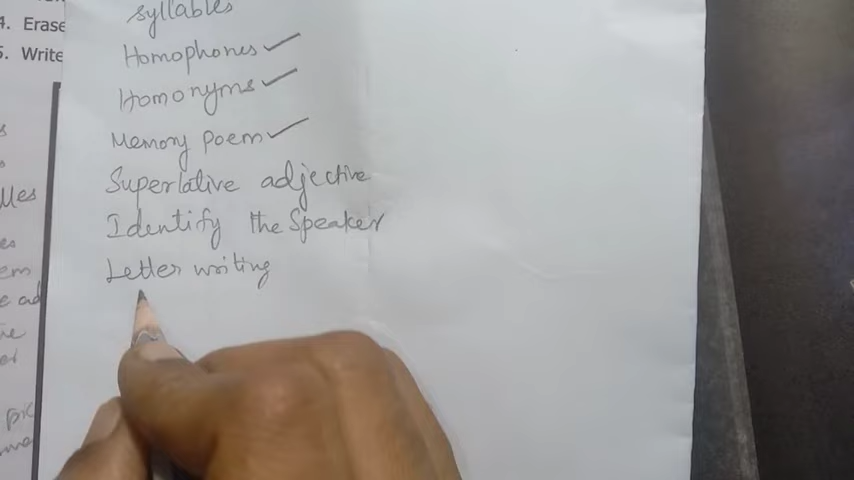 4. Erase
5. Write
syllables
Homophones
Homonyms
Memory poem
Superlative adjective
Identify the Speaker
Letter writing